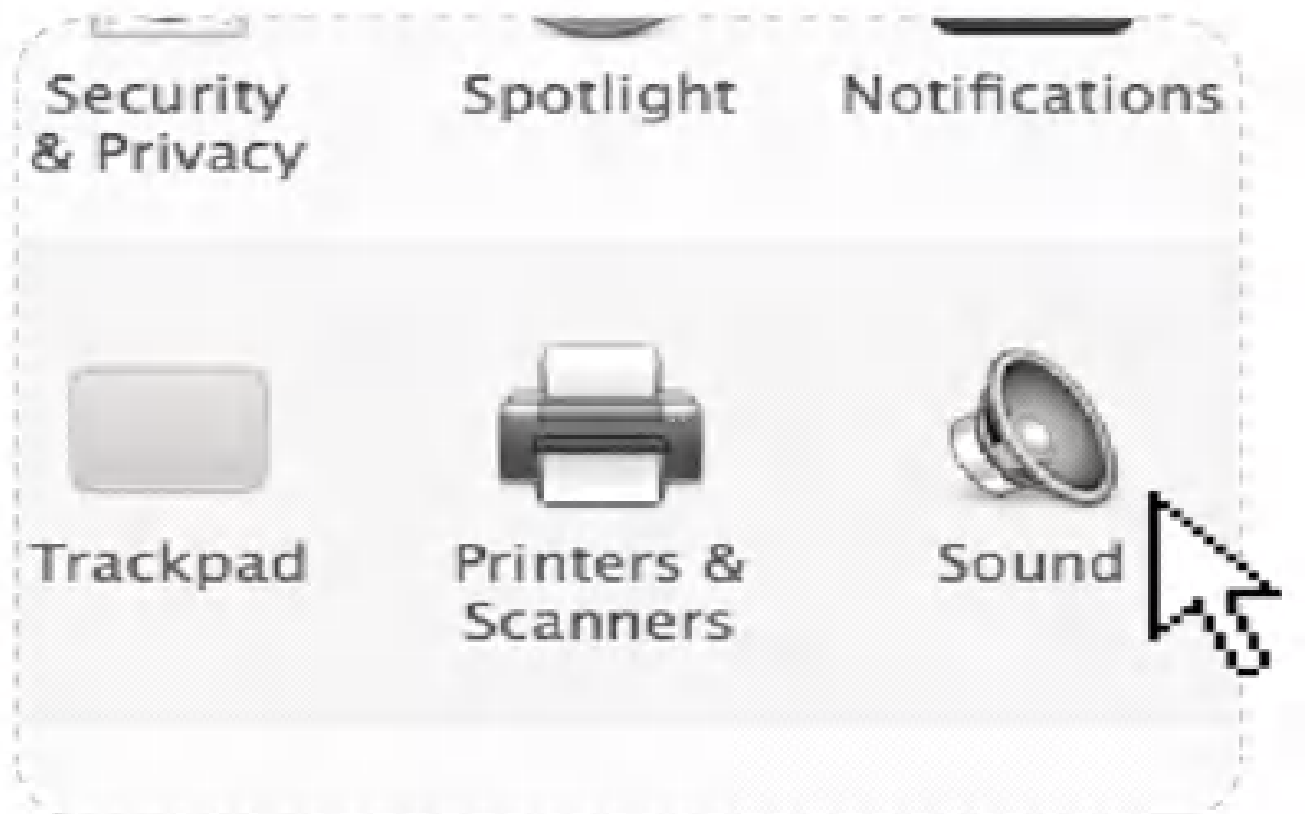 Security
& Privacy
Spotlight
Notifications
Trackpad
Printers &
Scanners
Sound